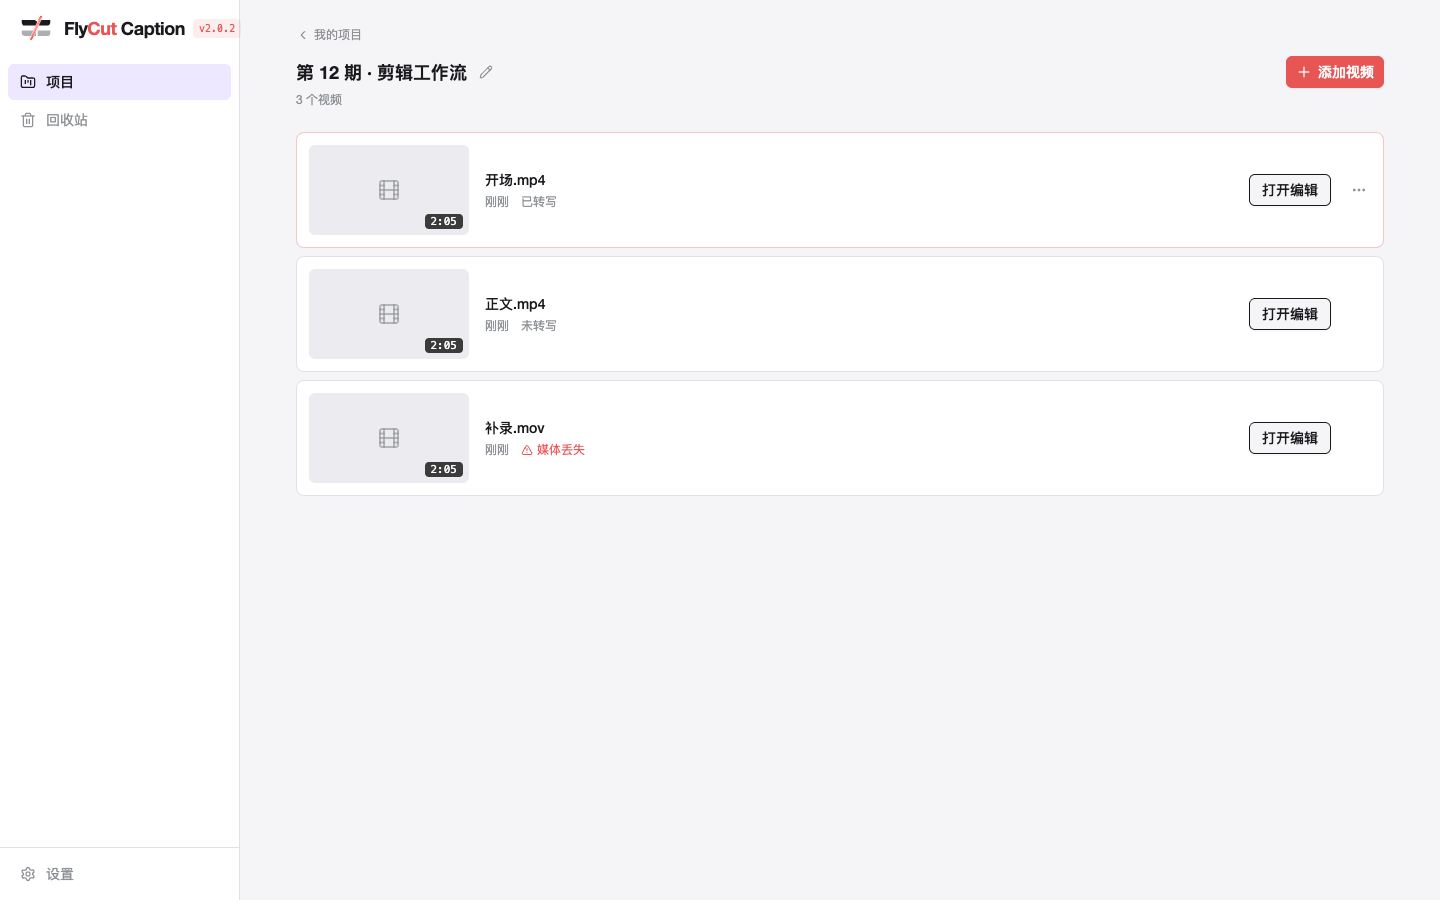 FlyCut Caption v2.0.2
项目
回收站
设置
我的项目
第 12 期 · 剪辑工作流
3 个视频
添加视频
2:05
开场.mp4
刚刚 已转写
打开编辑
2:05
正文.mp4
刚刚 未转写
打开编辑
2:05
补录.mov
刚刚 媒体丢失
打开编辑